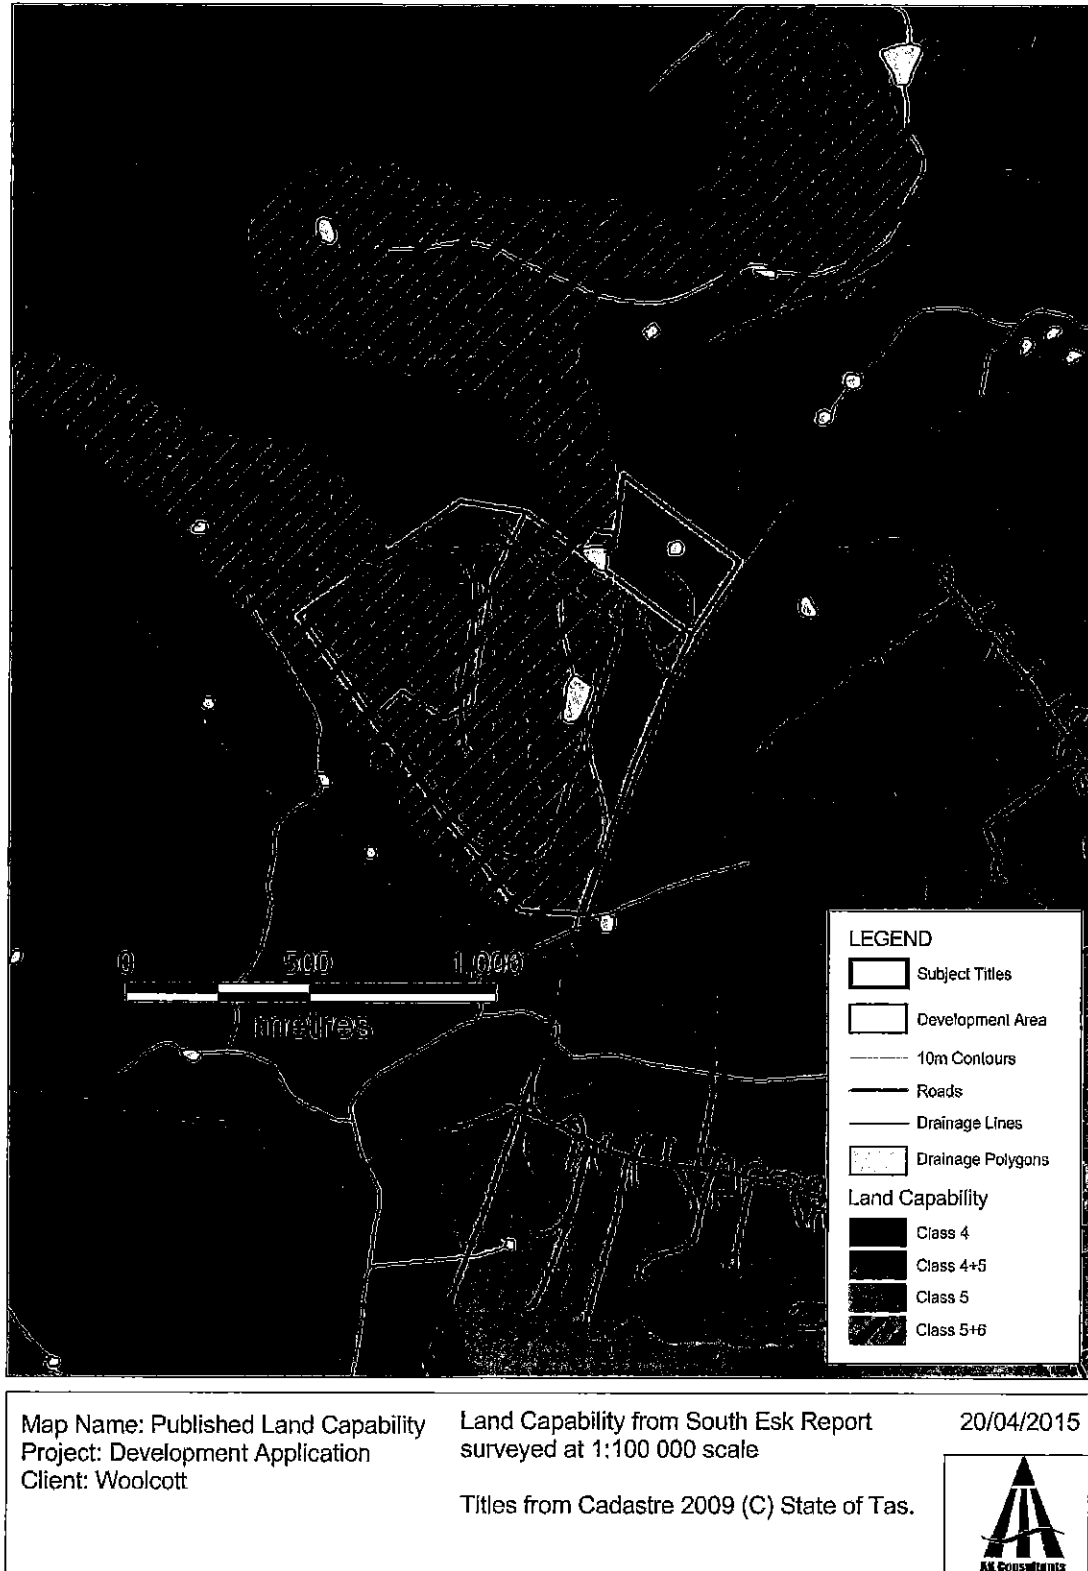 0 500 1,000
metres
LEGEND
Subject Titles
Development Area
10m Contours
Roads
Drainage Lines
Drainage Polygons
Land Capability
Class 4
Class 4+5
Class 5
Class 5+6
Map Name: Published Land Capability
Project: Development Application
Client: Woolcott
Land Capability from South Esk Report
surveyed at 1:100 000 scale
Titles from Cadastre 2009 (C) State of Tas.
20/04/2015
AK Consultants